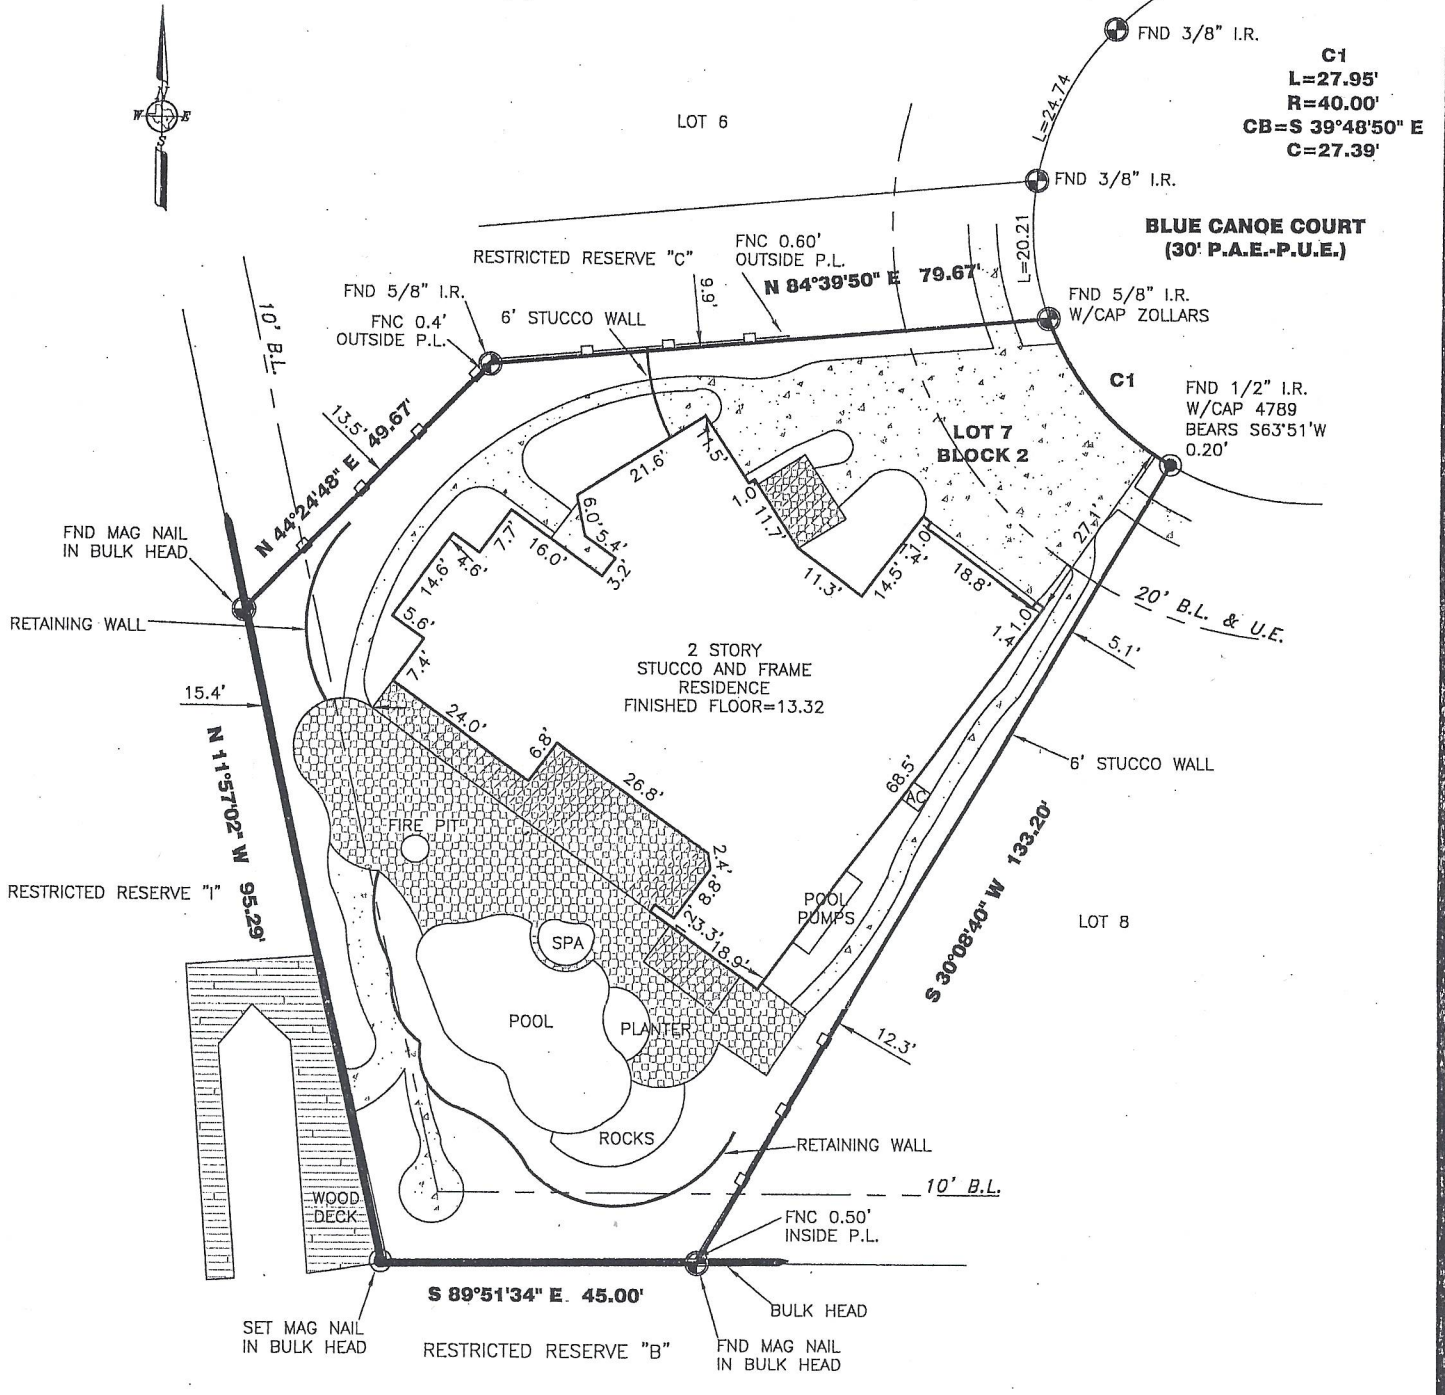 FND 3/8" I.R.
C1
L=27.95'
R=40.00'
CB=S 39°48'50" E
C=27.39'
L=24.74
N
W
E
S
LOT 6
FND 3/8" I.R.
BLUE CANOE COURT
(30' P.A.E.-P.U.E.)
L=20.21
RESTRICTED RESERVE "C"
FNC 0.60'
OUTSIDE P.L.
N 84°39'50" E 79.67'
9.9'
FND 5/8" I.R.
FNC 0.4'
OUTSIDE P.L.
6' STUCCO WALL
FND 5/8" I.R.
W/CAP ZOLLARS
10' B.L.
C1
FND 1/2" I.R.
W/CAP 4789
BEARS S63°51'W
0.20'
13.5'
N 44°24'48" E 49.67'
LOT 7
BLOCK 2
21.6'
11.5'
1.0'
11.7'
6.0'
5.4'
3.2'
16.0'
7.7'
4.6'
14.6'
5.6'
7.4'
11.3'
14.5'
1.4'
1.0'
18.8'
1.0'
1.4
27.1'
20' B.L. & U.E.
5.1'
FND MAG NAIL
IN BULK HEAD
RETAINING WALL
15.4'
N 11°57'02" W 95.29'
2 STORY
STUCCO AND FRAME
RESIDENCE
FINISHED FLOOR=13.32
24.0'
6.8'
26.8'
2.4'
8.8'
.2'
3.3'
18.9'
68.5'
AC
6' STUCCO WALL
S 30°08'40" W 133.20'
FIRE PIT
RESTRICTED RESERVE "I"
POOL
PUMPS
LOT 8
SPA
POOL
PLANTER
12.3'
ROCKS
RETAINING WALL
10' B.L.
WOOD
DECK
FNC 0.50'
INSIDE P.L.
S 89°51'34" E. 45.00'
BULK HEAD
SET MAG NAIL
IN BULK HEAD
RESTRICTED RESERVE "B"
FND MAG NAIL
IN BULK HEAD